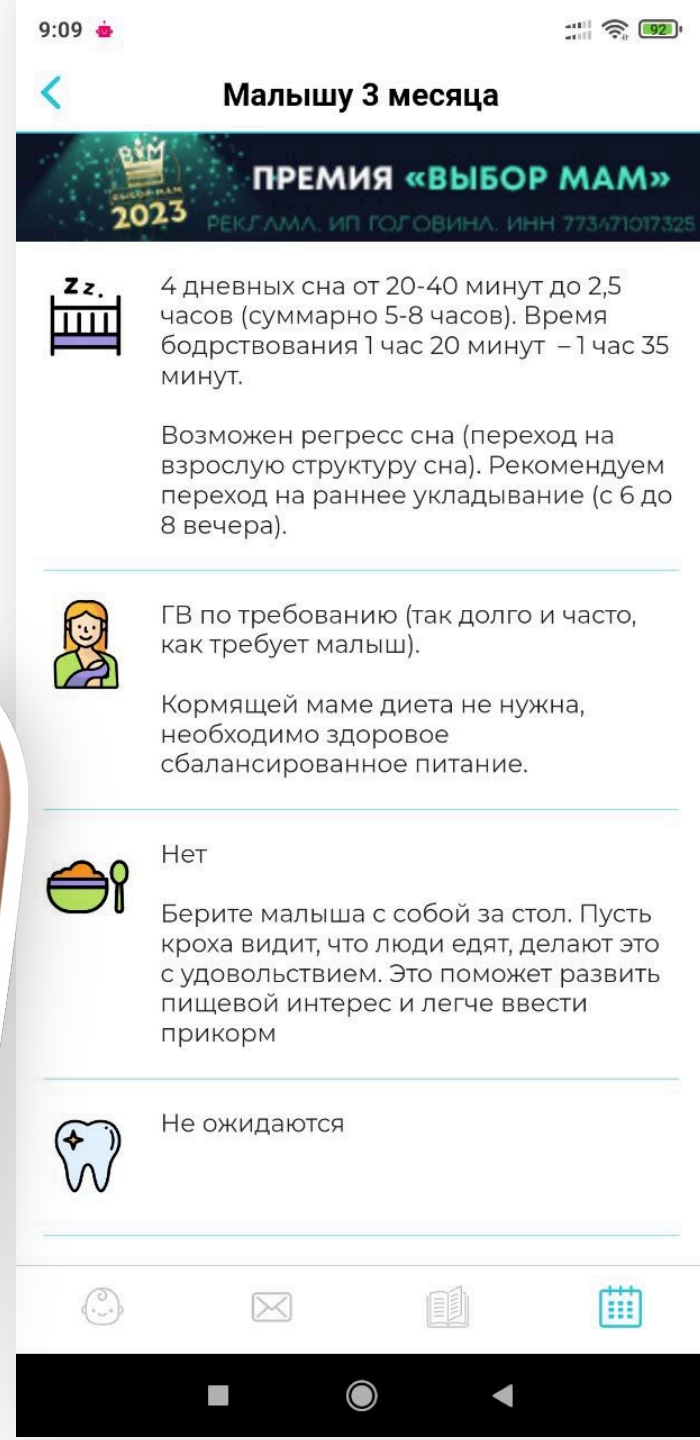 9:09
92
Малышу 3 месяца
ВМ
ВЫБОР МАМ
2023
ПРЕМИЯ «ВЫБОР МАМ»
РЕКЛАМА. ИП ГОЛОВИНА. ИНН 773471017325
Zz.
4 дневных сна от 20-40 минут до 2,5
часов (суммарно 5-8 часов). Время
бодрствования 1 час 20 минут – 1 час 35
минут.
Возможен регресс сна (переход на
взрослую структуру сна). Рекомендуем
переход на раннее укладывание (с 6 до
8 вечера).
ГВ по требованию (так долго и часто,
как требует малыш).
Кормящей маме диета не нужна,
необходимо здоровое
сбалансированное питание.
Нет
Берите малыша с собой за стол. Пусть
кроха видит, что люди едят, делают это
с удовольствием. Это поможет развить
пищевой интерес и легче ввести
прикорм
Не ожидаются